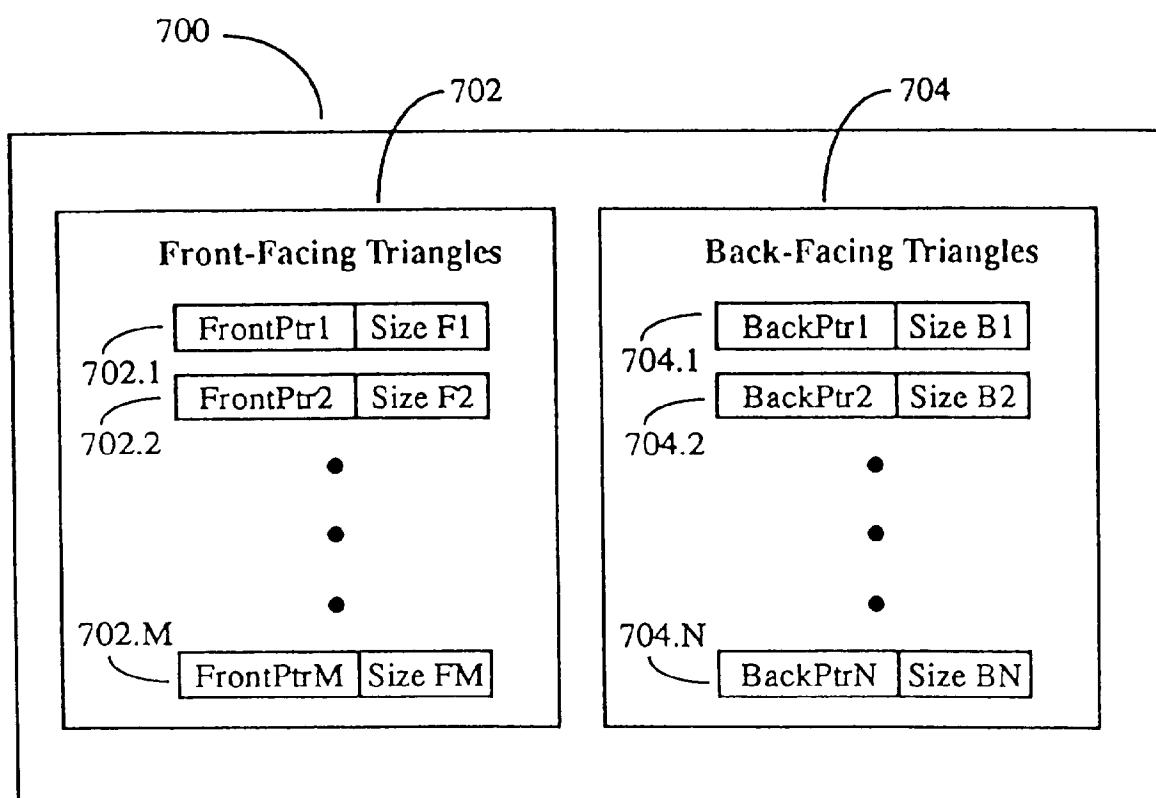 700
702
704
Front-Facing Triangles
FrontPtr1 Size F1
702.1
FrontPtr2 Size F2
702.2
702.M
FrontPtrM Size FM
Back-Facing Triangles
BackPtr1 Size B1
704.1
BackPtr2 Size B2
704.2
704.N
BackPtrN Size BN